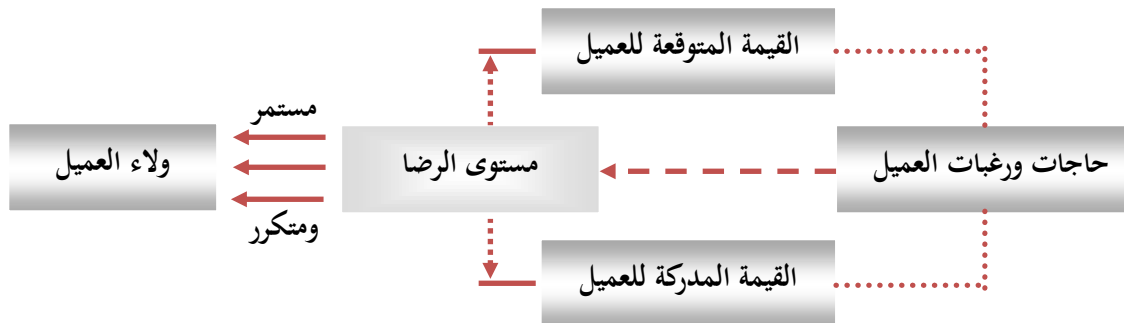 القيمة المتوقعة للعميل
حاجات ورغبات العميل
مستوى الرضا
مستمر
ومتكرر
ولاء العميل
القيمة المدركة للعميل